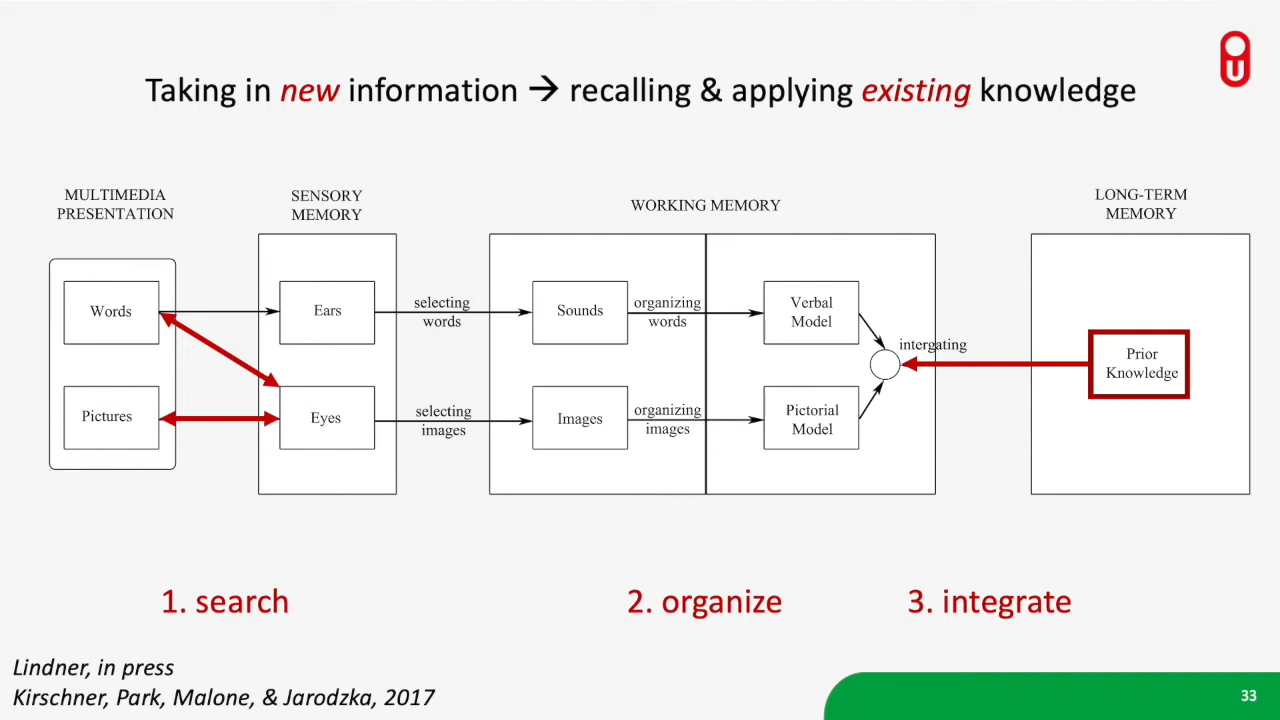 Taking in new information → recalling & applying existing knowledge
U
MULTIMEDIA
PRESENTATION
SENSORY
MEMORY
WORKING MEMORY
LONG-TERM
MEMORY
Words
Pictures
Ears
Eyes
selecting
words
selecting
images
Sounds
Images
organizing
words
organizing
images
Verbal
Model
Pictorial
Model
intergating
Prior
Knowledge
1. search
2. organize
3. integrate
Lindner, in press
Kirschner, Park, Malone, & Jarodzka, 2017
33